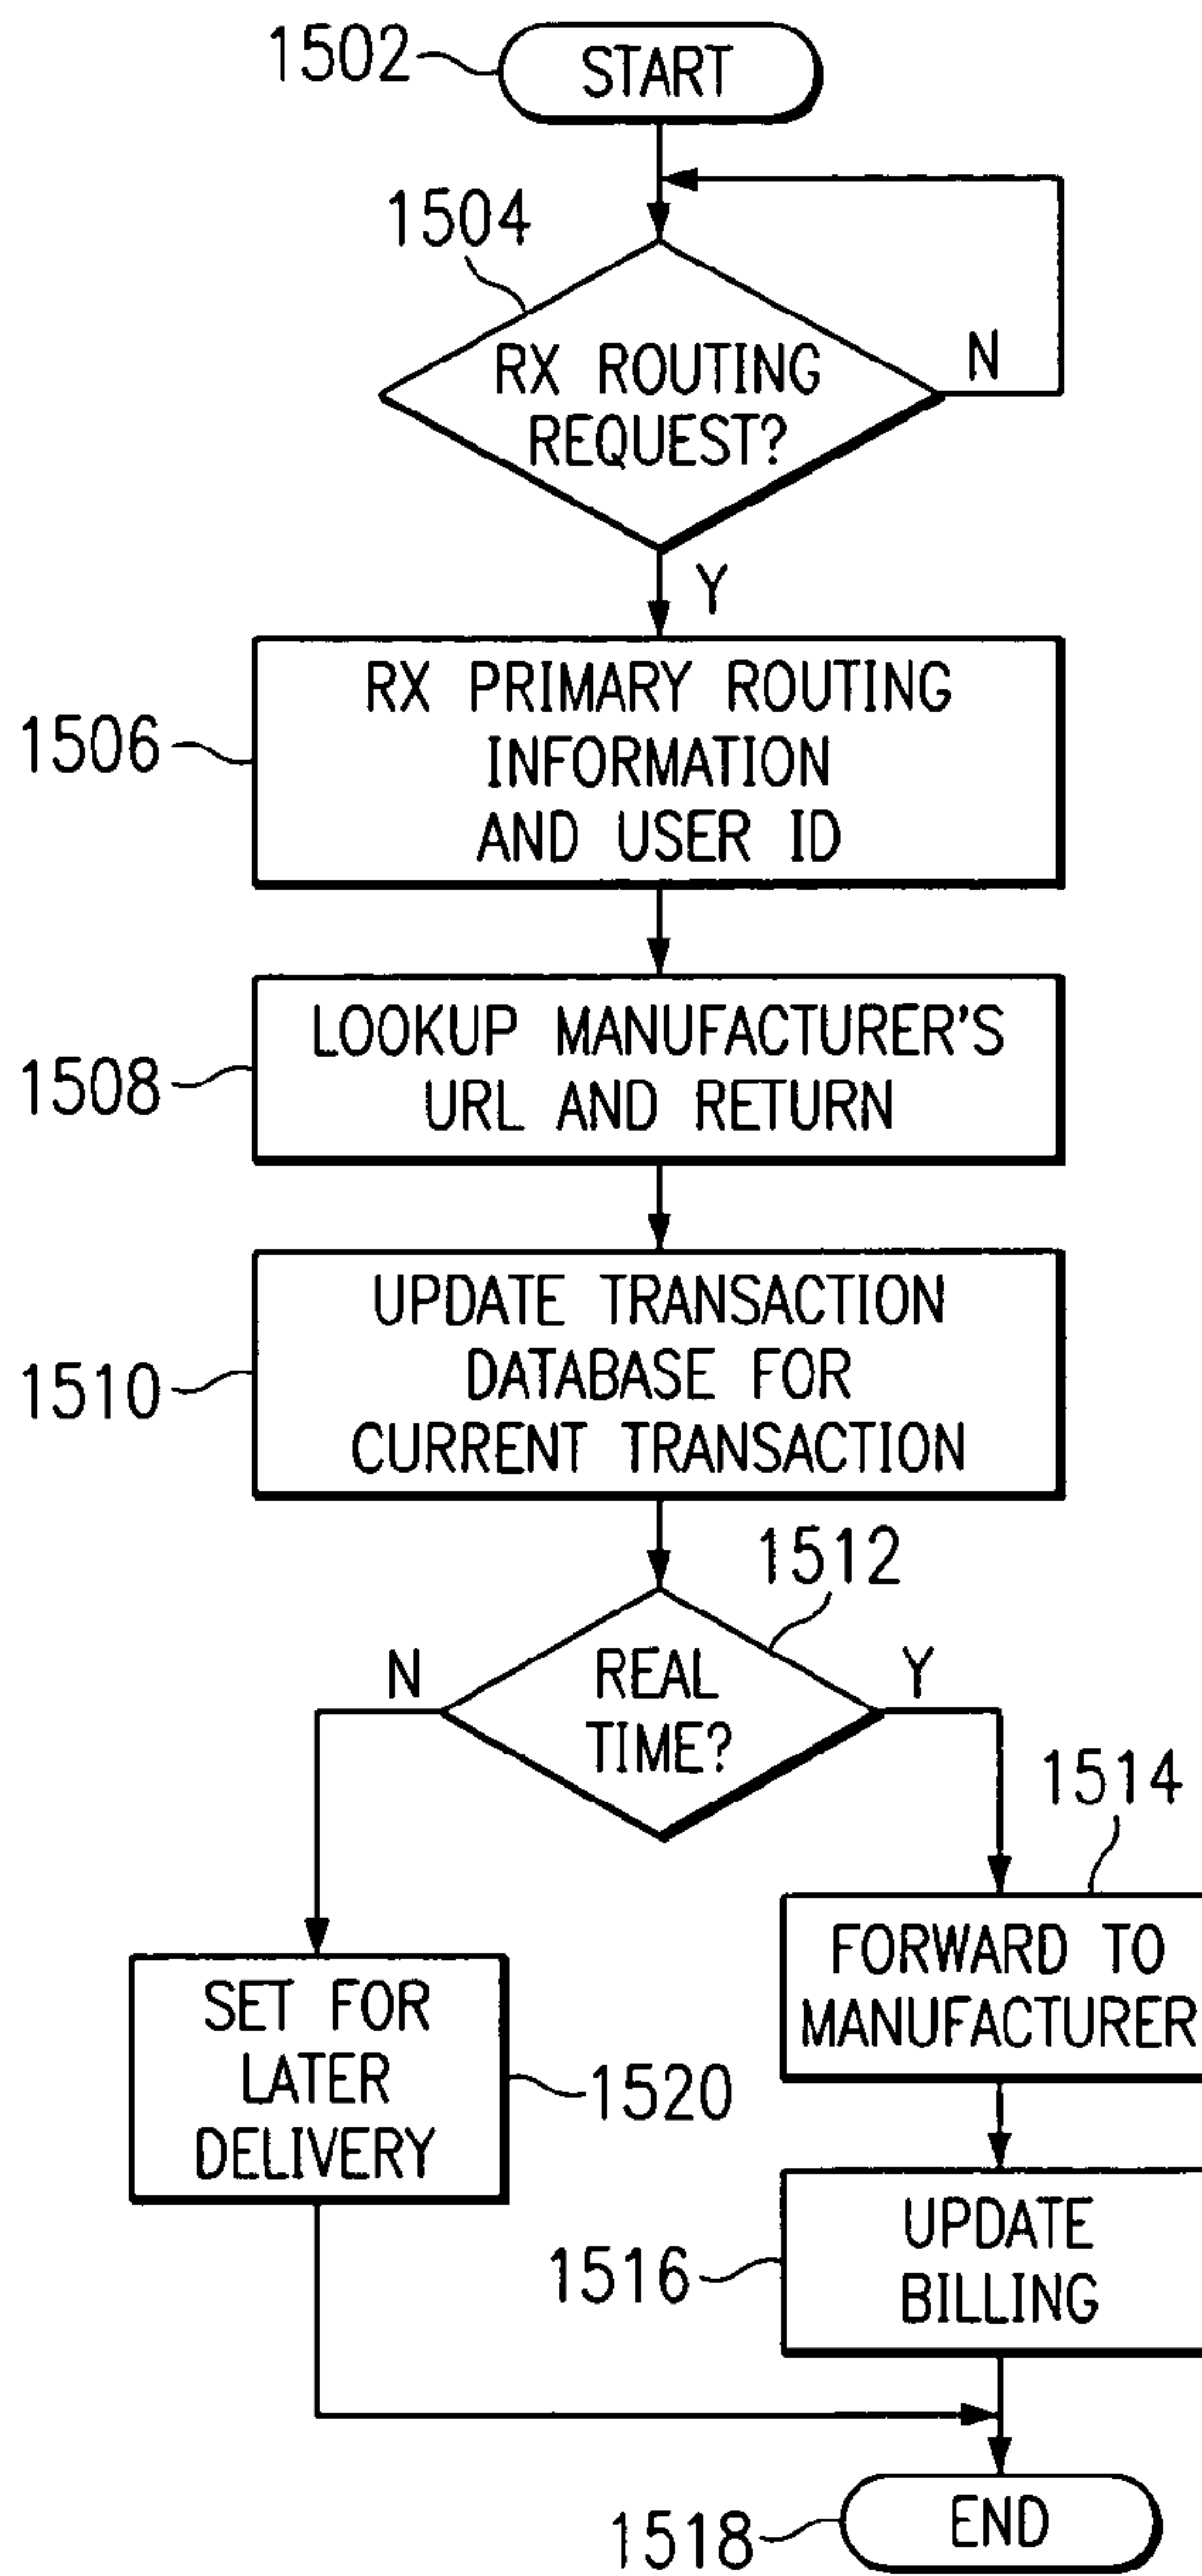 1502
START
1504
RX ROUTING
REQUEST?
N
Y
RX PRIMARY ROUTING
INFORMATION
AND USER ID
1506
LOOKUP MANUFACTURER'S
URL AND RETURN
1508
UPDATE TRANSACTION
DATABASE FOR
CURRENT TRANSACTION
1510
1512
N
REAL
TIME?
Y
1514
FORWARD TO
MANUFACTURER
SET FOR
LATER
DELIVERY
1520
UPDATE
BILLING
1516
END
1518